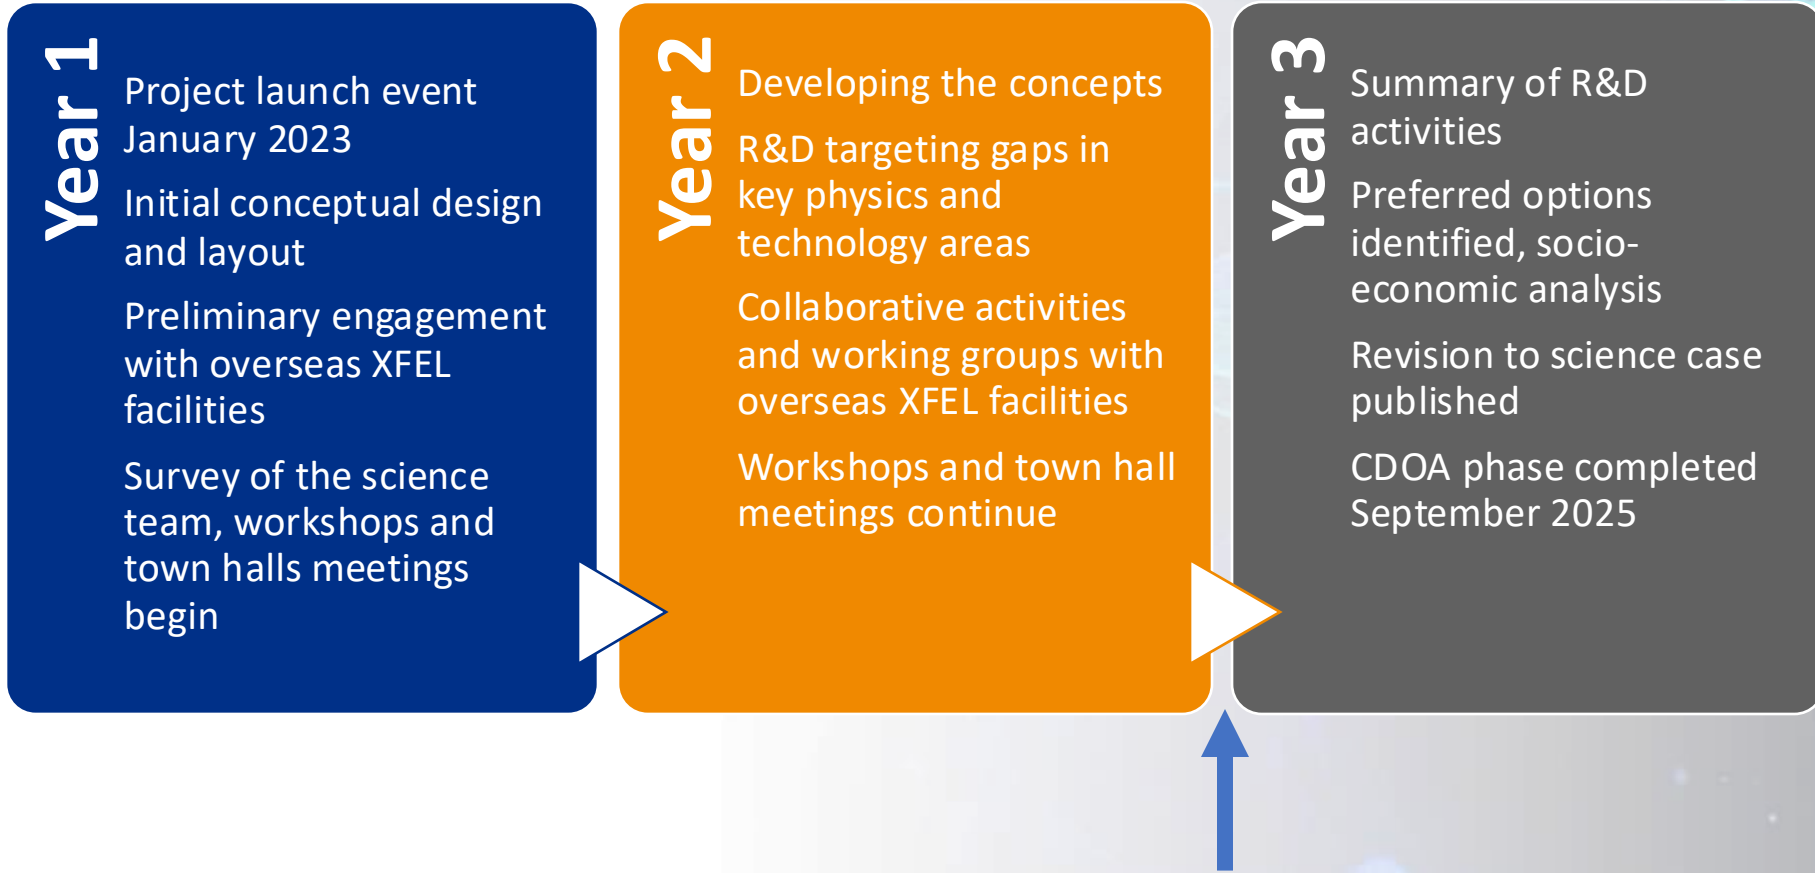 Year 1
Project launch event
January 2023
Initial conceptual design
and layout
Preliminary engagement
with overseas XFEL
facilities
Survey of the science
team, workshops and
town halls meetings
begin
Year 2
Developing the concepts
R&D targeting gaps in
key physics and
technology areas
Collaborative activities
and working groups with
overseas XFEL facilities
Workshops and town hall
meetings continue
Year 3
Summary of R&D
activities
Preferred options
identified, socio-
economic analysis
Revision to science case
published
CDOA phase completed
September 2025